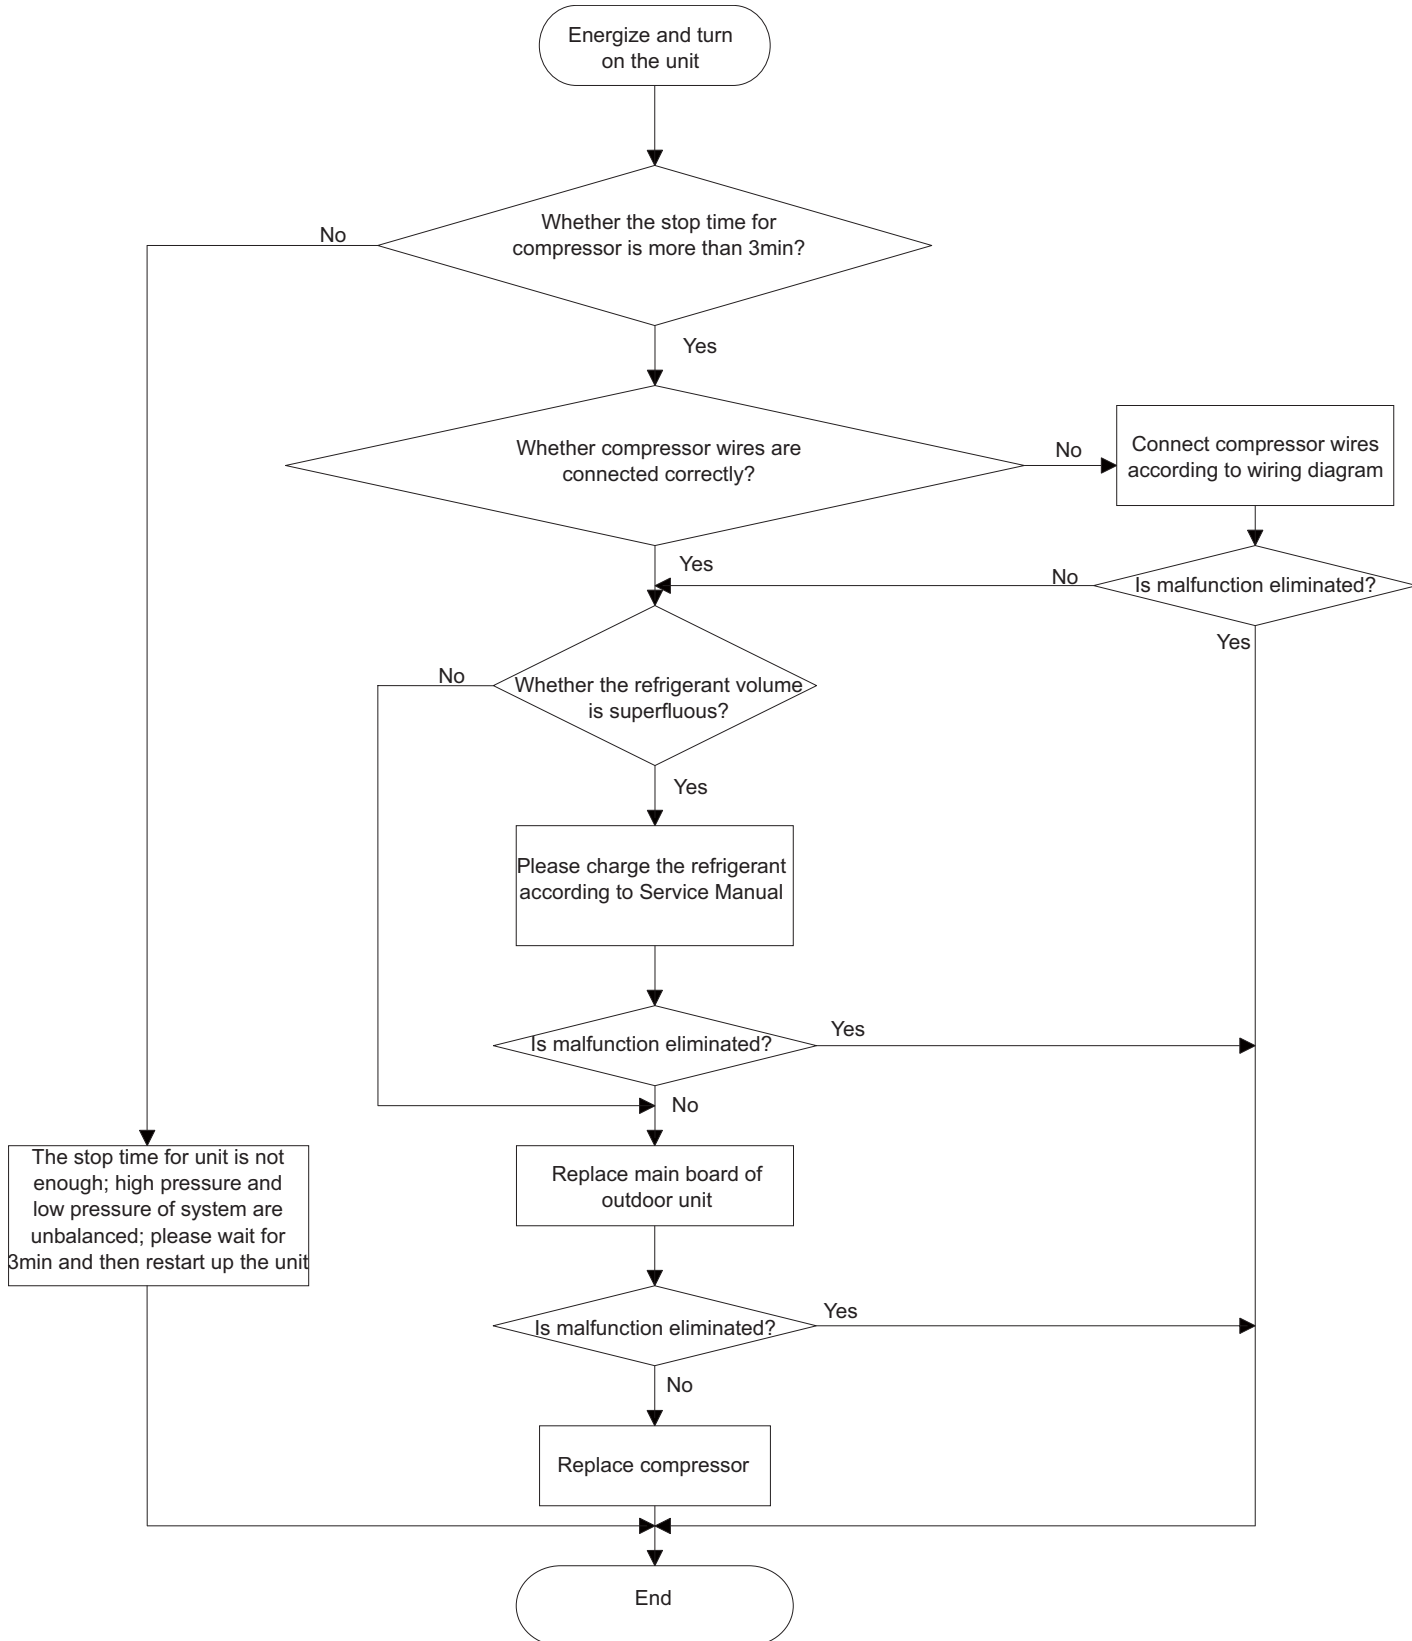 Energize and turn
on the unit
Whether the stop time for
compressor is more than 3min?
No
Yes
Whether compressor wires are
connected correctly?
No
Connect compressor wires
according to wiring diagram
Yes
Is malfunction eliminated?
No
Yes
Whether the refrigerant volume
is superfluous?
No
Yes
Please charge the refrigerant
according to Service Manual
Is malfunction eliminated?
Yes
No
Replace main board of
outdoor unit
The stop time for unit is not
enough; high pressure and
low pressure of system are
unbalanced; please wait for
3min and then restart up the unit
Is malfunction eliminated?
Yes
No
Replace compressor
End